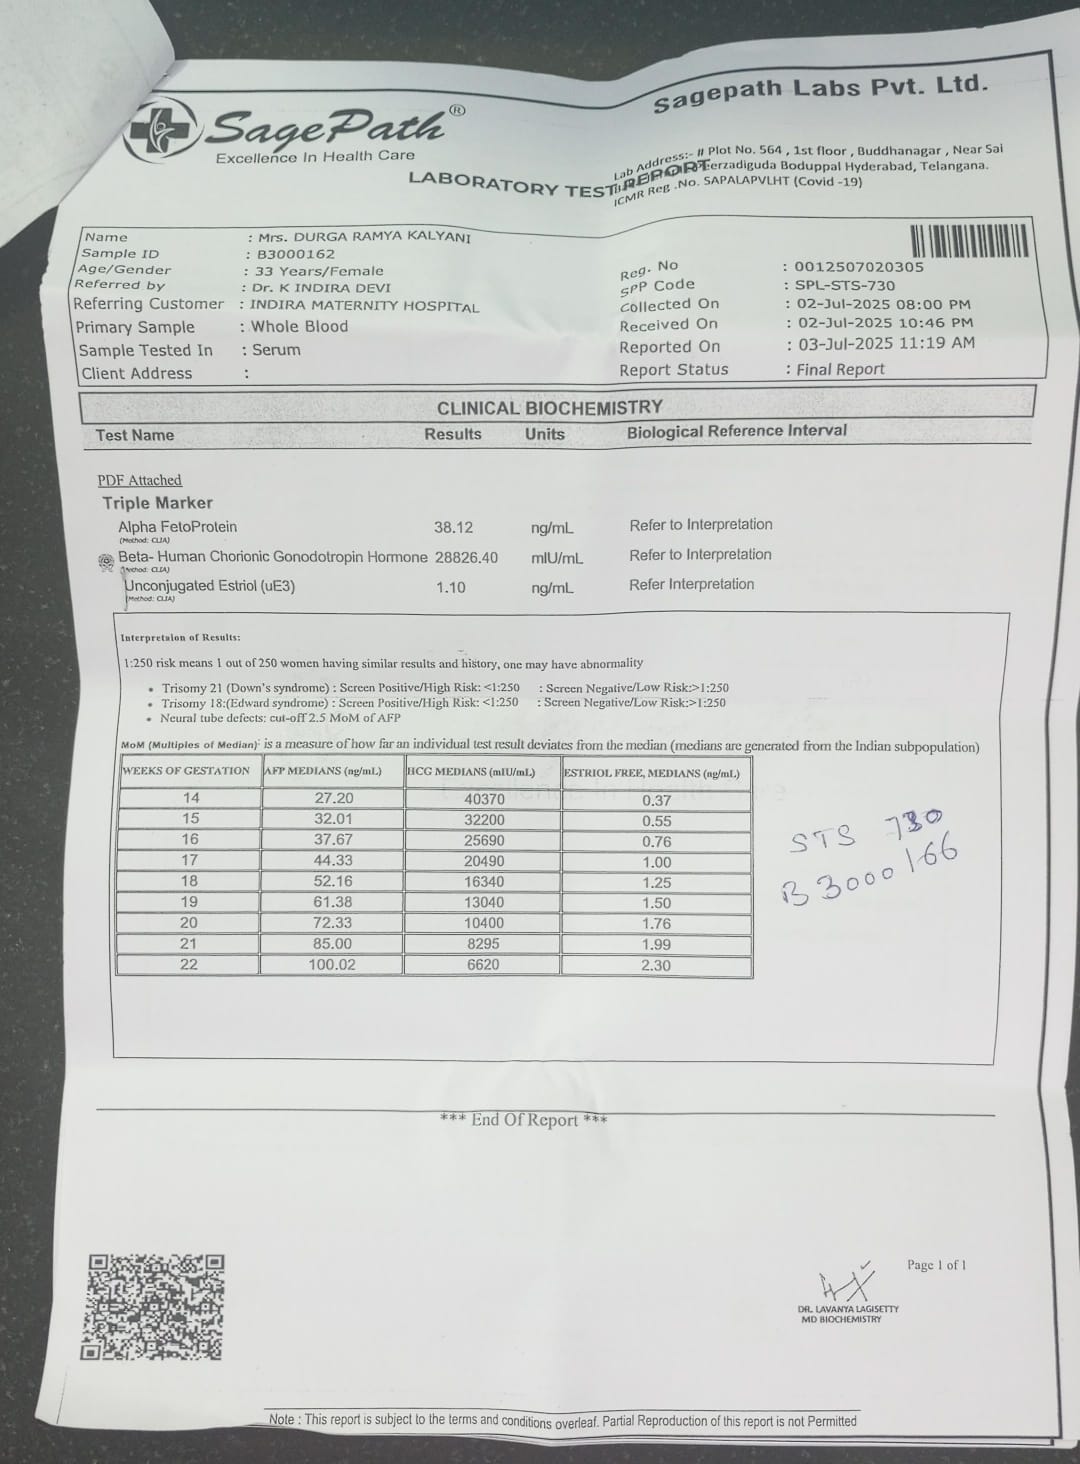 SagePath®
Excellence In Health Care
Sagepath Labs Pvt. Ltd.
Lab Address:- # Plot No. 564 , 1st floor , Buddhanagar , Near Sai
Peerzadiguda Boduppal Hyderabad, Telangana.
ICMR Reg .No. SAPALAPVLHT (Covid -19)
LABORATORY TEST REPORT
Name : Mrs. DURGA RAMYA KALYANI
Sample ID : B3000162
Age/Gender : 33 Years/Female
Referred by : Dr. K INDIRA DEVI
Referring Customer : INDIRA MATERNITY HOSPITAL
Primary Sample : Whole Blood
Sample Tested In : Serum
Client Address :
Reg. No : 0012507020305
SPP Code : SPL-STS-730
Collected On : 02-Jul-2025 08:00 PM
Received On : 02-Jul-2025 10:46 PM
Reported On : 03-Jul-2025 11:19 AM
Report Status : Final Report
CLINICAL BIOCHEMISTRY
Test Name Results Units Biological Reference Interval
PDF Attached
Triple Marker
Alpha FetoProtein 38.12 ng/mL Refer to Interpretation
(Method: CLIA)
Beta- Human Chorionic Gonodotropin Hormone 28826.40 mIU/mL Refer to Interpretation
(Method: CLIA)
Unconjugated Estriol (uE3) 1.10 ng/mL Refer Interpretation
(Method: CLIA)
Interpretaion of Results:
1:250 risk means 1 out of 250 women having similar results and history, one may have abnormality
• Trisomy 21 (Down's syndrome) : Screen Positive/High Risk: <1:250 : Screen Negative/Low Risk:>1:250
• Trisomy 18:(Edward syndrome) : Screen Positive/High Risk: <1:250 : Screen Negative/Low Risk:>1:250
• Neural tube defects: cut-off 2.5 MoM of AFP
MoM (Multiples of Median): is a measure of how far an individual test result deviates from the median (medians are generated from the Indian subpopulation)
WEEKS OF GESTATION AFP MEDIANS (ng/mL) HCG MEDIANS (mIU/mL) ESTRIOL FREE, MEDIANS (ng/mL)
14 27.20 40370 0.37
15 32.01 32200 0.55
16 37.67 25690 0.76
17 44.33 20490 1.00
18 52.16 16340 1.25
19 61.38 13040 1.50
20 72.33 10400 1.76
21 85.00 8295 1.99
22 100.02 6620 2.30
STS 730
B3000166
*** End Of Report ***
Page 1 of 1
DR. LAVANYA LAGISETTY
MD BIOCHEMISTRY
Note : This report is subject to the terms and conditions overleaf. Partial Reproduction of this report is not Permitted